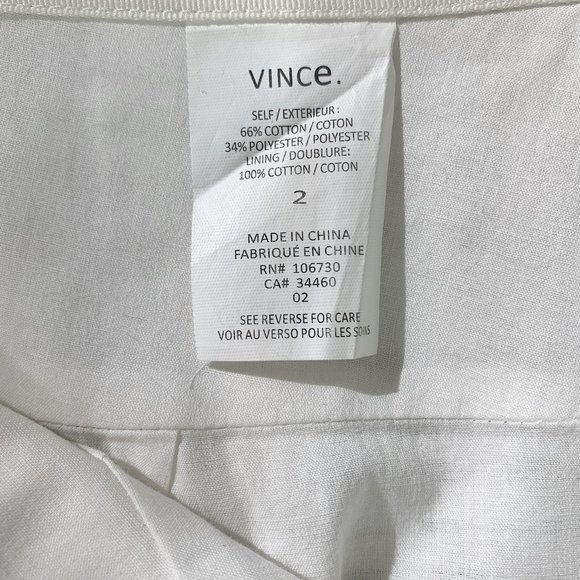 VINCe.
SELF / EXTERIEUR :
66% COTTON / COTON
34% POLYESTER / POLYESTER
LINING / DOUBLURE:
100% COTTON / COTON
2
MADE IN CHINA
FABRIQUÉ EN CHINE
RN# 106730
CA# 34460
02
SEE REVERSE FOR CARE
VOIR AU VERSO POUR LES SOINS